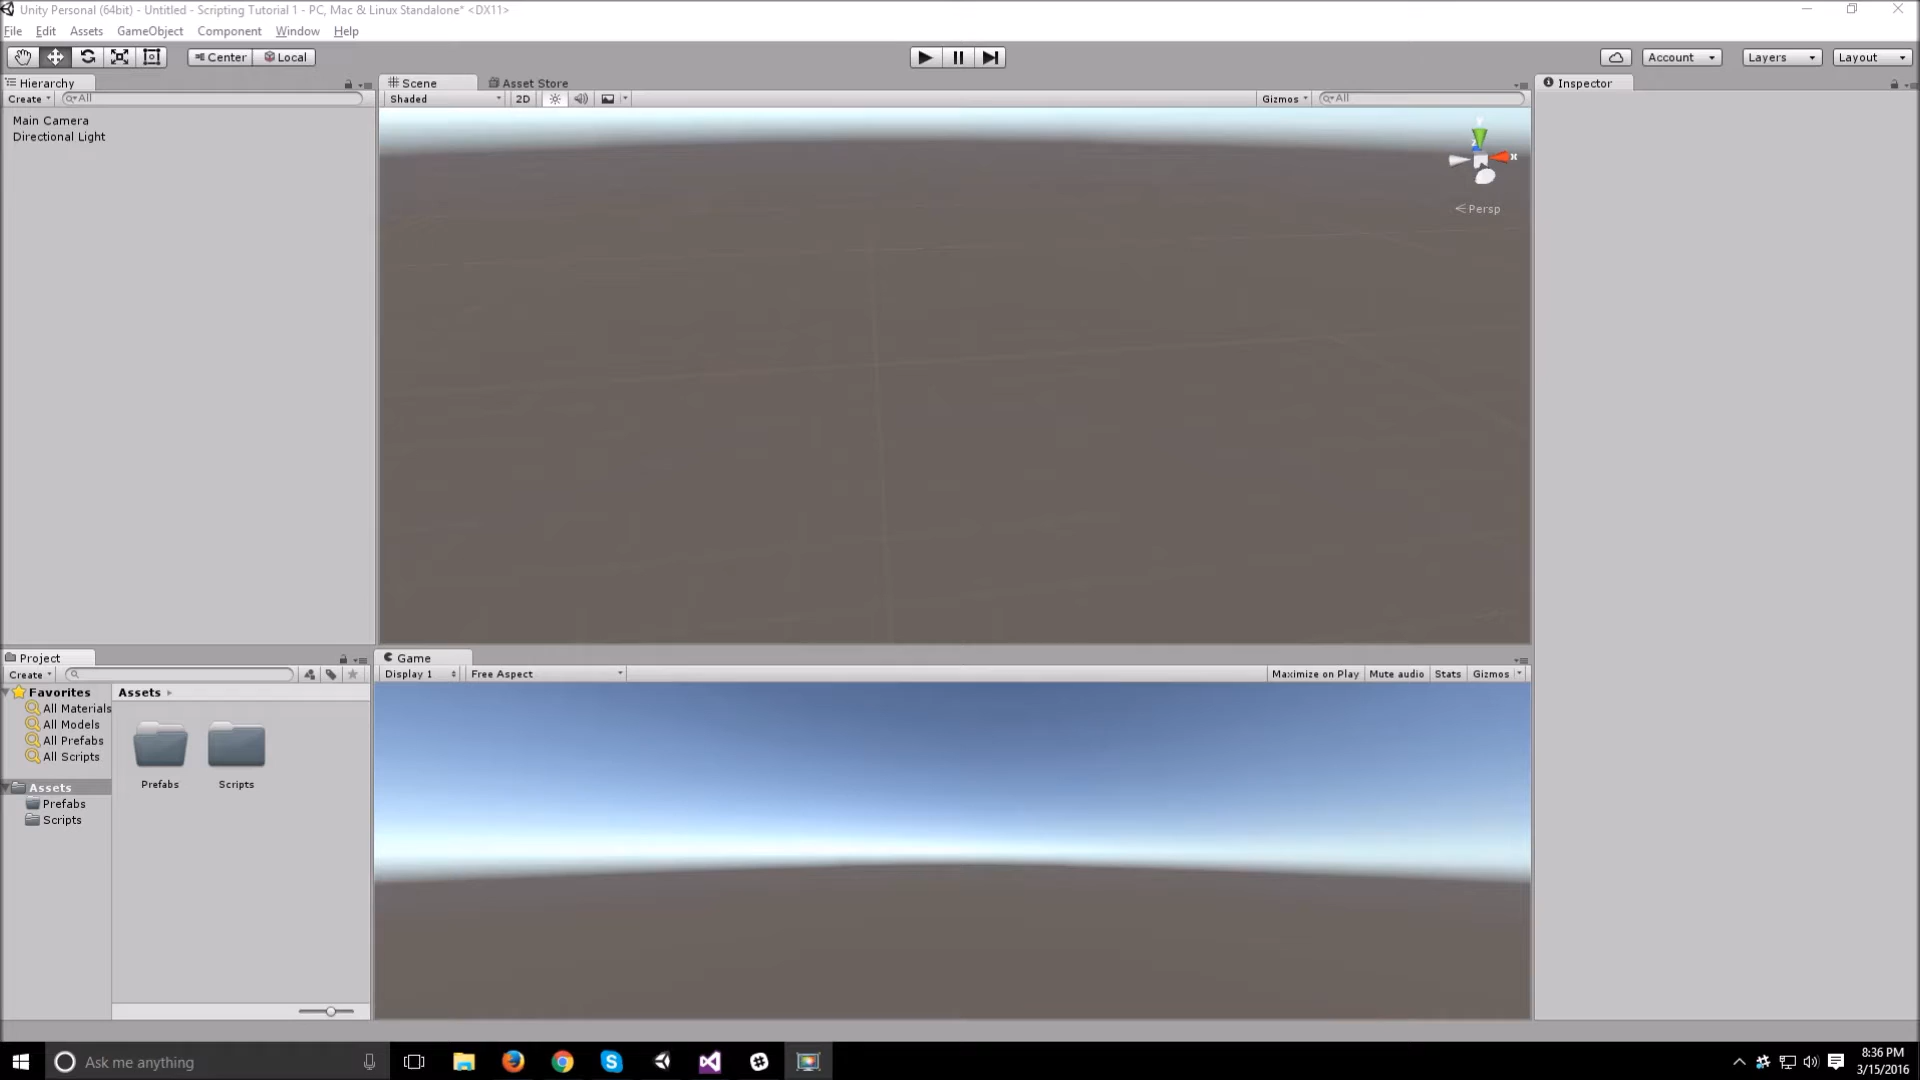 Unity Personal (64bit) - Untitled - Scripting Tutorial 1 - PC, Mac & Linux Standalone* <DX11>
File Edit Assets GameObject Component Window Help
Center Local Account Layers Layout
Hierarchy Scene Asset Store Inspector
Create All Shaded 2D Gizmos All
Main Camera
Directional Light
y
x
Persp
Project Game
Create Display 1 Free Aspect Maximize on Play Mute audio Stats Gizmos
Favorites Assets
All Materials
All Models
All Prefabs
All Scripts
Prefabs Scripts
Assets
Prefabs
Scripts
Ask me anything
8:36 PM
3/15/2016